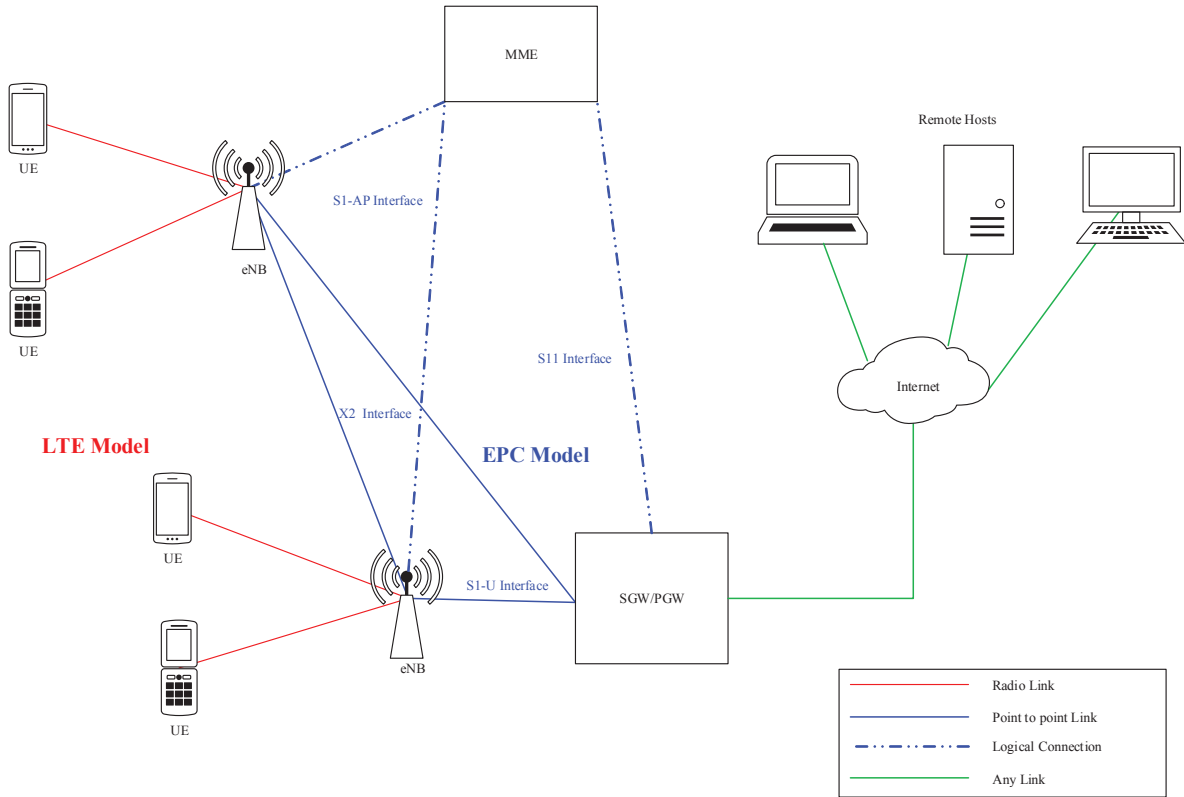 MME
Remote Hosts
UE
S1-AP Interface
eNB
UE
S11 Interface
Internet
X2 Interface
LTE Model
EPC Model
UE
S1-U Interface
SGW/PGW
eNB
UE
Radio Link
Point to point Link
Logical Connection
Any Link